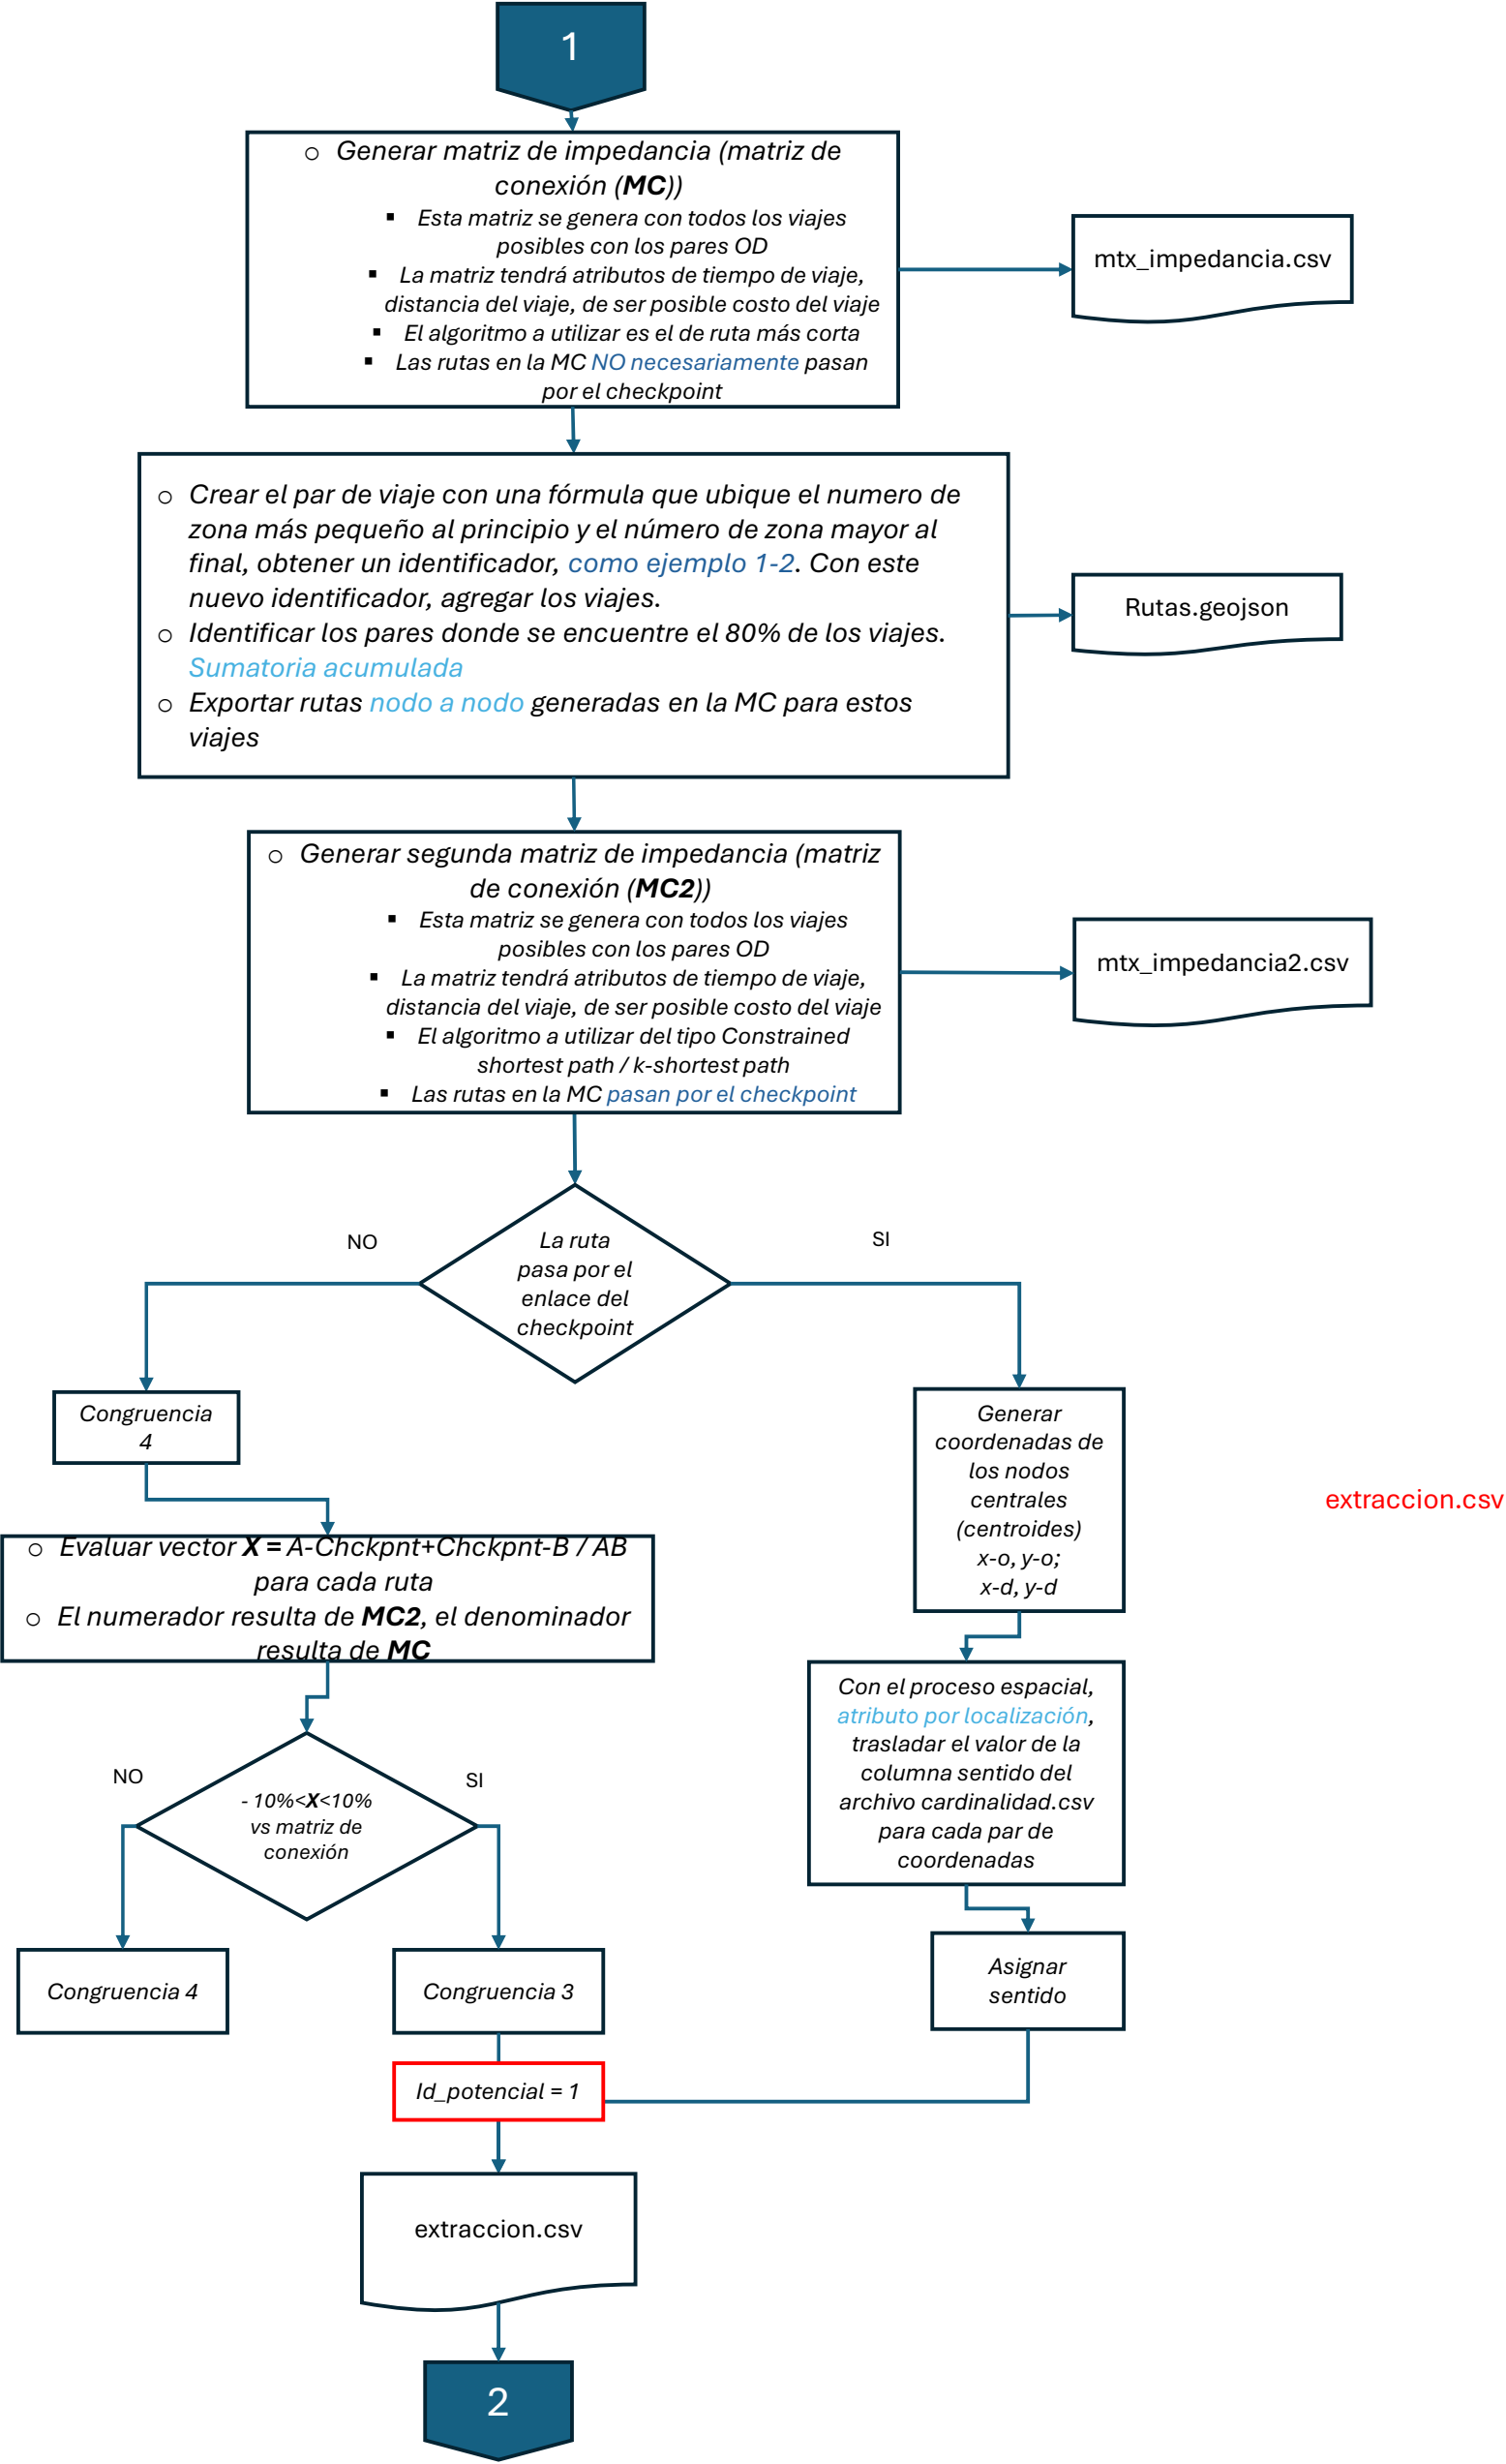 1
o Generar matriz de impedancia (matriz de
conexión (MC))
▪ Esta matriz se genera con todos los viajes
posibles con los pares OD
▪ La matriz tendrá atributos de tiempo de viaje,
distancia del viaje, de ser posible costo del viaje
▪ El algoritmo a utilizar es el de ruta más corta
▪ Las rutas en la MC NO necesariamente pasan
por el checkpoint
mtx_impedancia.csv
o Crear el par de viaje con una fórmula que ubique el numero de
zona más pequeño al principio y el número de zona mayor al
final, obtener un identificador, como ejemplo 1-2. Con este
nuevo identificador, agregar los viajes.
o Identificar los pares donde se encuentre el 80% de los viajes.
Sumatoria acumulada
o Exportar rutas nodo a nodo generadas en la MC para estos
viajes
Rutas.geojson
o Generar segunda matriz de impedancia (matriz
de conexión (MC2))
▪ Esta matriz se genera con todos los viajes
posibles con los pares OD
▪ La matriz tendrá atributos de tiempo de viaje,
distancia del viaje, de ser posible costo del viaje
▪ El algoritmo a utilizar del tipo Constrained
shortest path / k-shortest path
▪ Las rutas en la MC pasan por el checkpoint
mtx_impedancia2.csv
NO
La ruta
pasa por el
enlace del
checkpoint
SI
Congruencia
4
Generar
coordenadas de
los nodos
centrales
(centroides)
x-o, y-o;
x-d, y-d
extraccion.csv
o Evaluar vector X = A-Chckpnt+Chckpnt-B / AB
para cada ruta
o El numerador resulta de MC2, el denominador
resulta de MC
Con el proceso espacial,
atributo por localización,
trasladar el valor de la
columna sentido del
archivo cardinalidad.csv
para cada par de
coordenadas
NO
- 10%<X<10%
vs matriz de
conexión
SI
Congruencia 4
Congruencia 3
Asignar
sentido
Id_potencial = 1
extraccion.csv
2